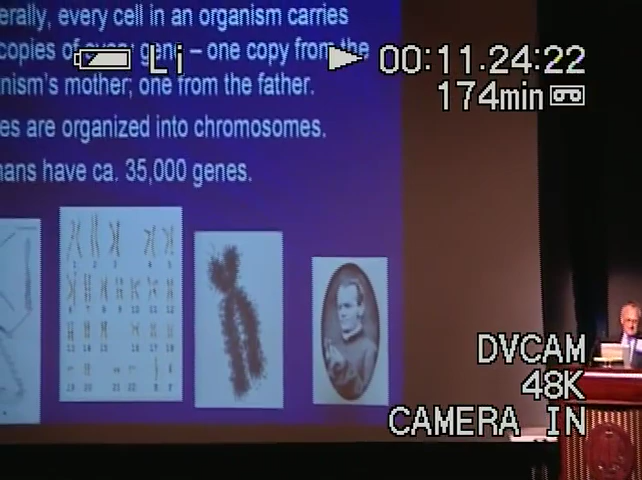 erally, every cell in an organism carries
copies of every gene – one copy from the
nism's mother; one from the father.
es are organized into chromosomes.
ans have ca. 35,000 genes.
Li
00:11.24:22
174min
DVCAM
48K
CAMERA IN